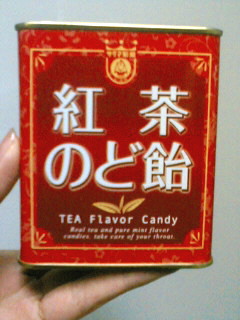 紅茶
のど飴
TEA Flavor Candy
Real tea and pure mint flavor
candies. take care of your throat.